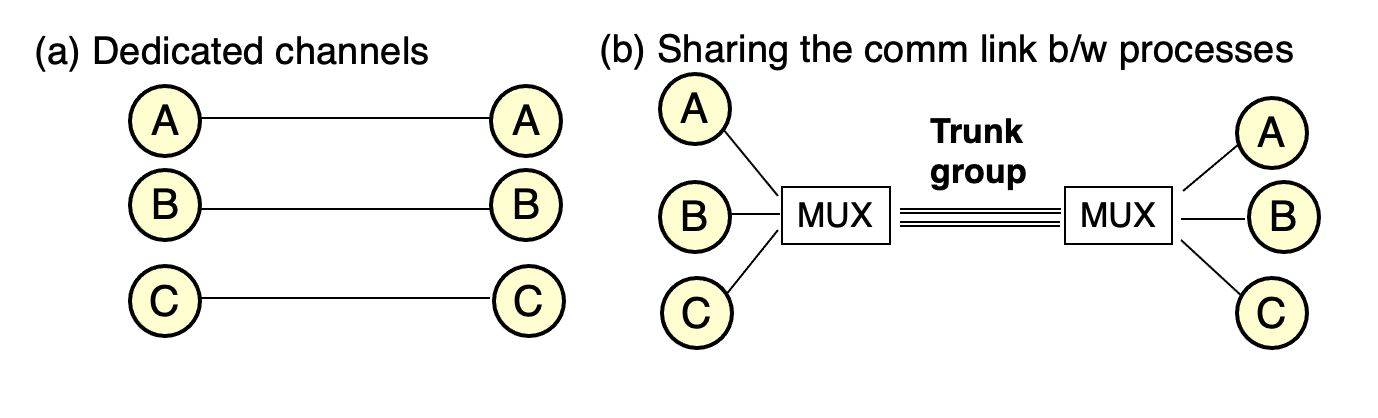 (a) Dedicated channels
A
A
B
B
C
C
(b) Sharing the comm link b/w processes
A
B
C
MUX
Trunk
group
MUX
A
B
C